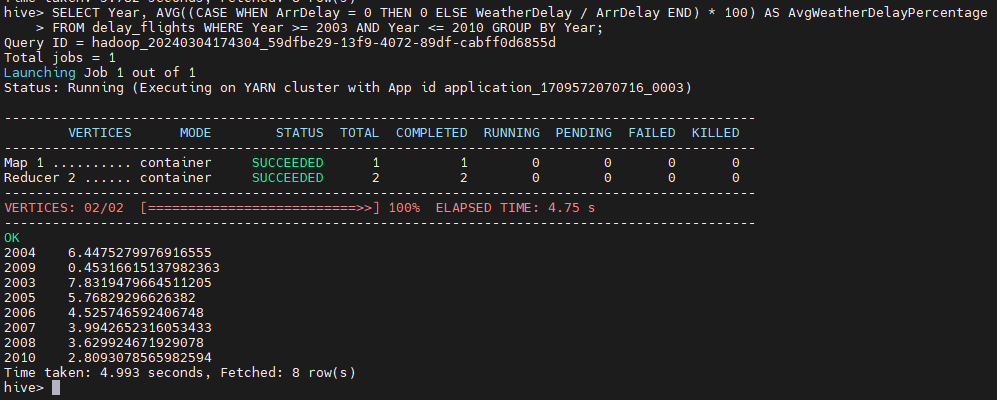 Time taken: 5.762 seconds, Fetched: 8 row(s)
hive> SELECT Year, AVG((CASE WHEN ArrDelay = 0 THEN 0 ELSE WeatherDelay / ArrDelay END) * 100) AS AvgWeatherDelayPercentage
    > FROM delay_flights WHERE Year >= 2003 AND Year <= 2010 GROUP BY Year;
Query ID = hadoop_20240304174304_59dfbe29-13f9-4072-89df-cabff0d6855d
Total jobs = 1
Launching Job 1 out of 1
Status: Running (Executing on YARN cluster with App id application_1709572070716_0003)
----------------------------------------------------------------------------------------------
        VERTICES      MODE        STATUS  TOTAL  COMPLETED  RUNNING  PENDING  FAILED  KILLED
----------------------------------------------------------------------------------------------
Map 1 .......... container     SUCCEEDED      1          1        0        0       0       0
Reducer 2 ...... container     SUCCEEDED      2          2        0        0       0       0
----------------------------------------------------------------------------------------------
VERTICES: 02/02  [==========================>>] 100%  ELAPSED TIME: 4.75 s
----------------------------------------------------------------------------------------------
OK
2004    6.4475279976916555
2009    0.45316615137982363
2003    7.8319479664511205
2005    5.76829296626382
2006    4.525746592406748
2007    3.9942652316053433
2008    3.629924671929078
2010    2.8093078565982594
Time taken: 4.993 seconds, Fetched: 8 row(s)
hive>